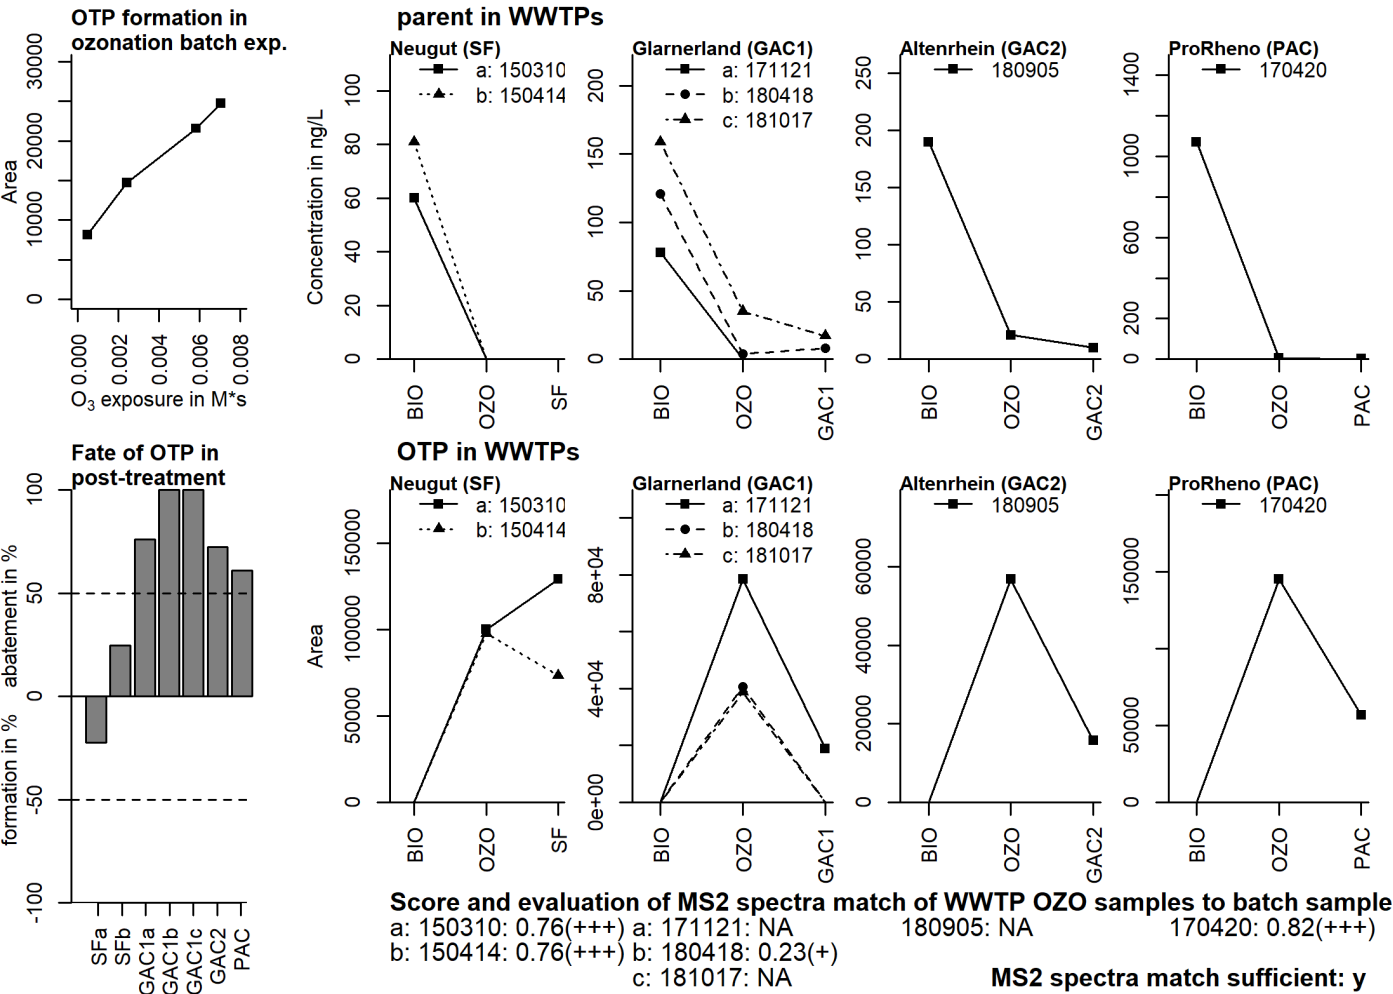 OTP formation in
ozonation batch exp.
Area
30000
20000
10000
0
0.000
0.002
0.004
0.006
0.008
O₃ exposure in M*s
parent in WWTPs
Concentration in ng/L
Neugut (SF)
a: 150310
b: 150414
100
80
60
40
20
0
BIO
OZO
SF
Glarnerland (GAC1)
a: 171121
b: 180418
c: 181017
200
150
100
50
0
BIO
OZO
GAC1
Altenrhein (GAC2)
180905
250
200
150
100
50
0
BIO
OZO
GAC2
ProRheno (PAC)
170420
1400
1000
600
200
0
BIO
OZO
PAC
Fate of OTP in
post-treatment
abatement in %
formation in %
100
50
0
-50
-100
SFa
SFb
GAC1a
GAC1b
GAC1c
GAC2
PAC
OTP in WWTPs
Area
Neugut (SF)
a: 150310
b: 150414
150000
100000
50000
0
BIO
OZO
SF
Glarnerland (GAC1)
a: 171121
b: 180418
c: 181017
8e+04
4e+04
0e+00
BIO
OZO
GAC1
Altenrhein (GAC2)
180905
60000
40000
20000
0
BIO
OZO
GAC2
ProRheno (PAC)
170420
150000
50000
0
BIO
OZO
PAC
Score and evaluation of MS2 spectra match of WWTP OZO samples to batch sample
a: 150310: 0.76(+++) a: 171121: NA 180905: NA 170420: 0.82(+++)
b: 150414: 0.76(+++) b: 180418: 0.23(+)
c: 181017: NA
MS2 spectra match sufficient: y